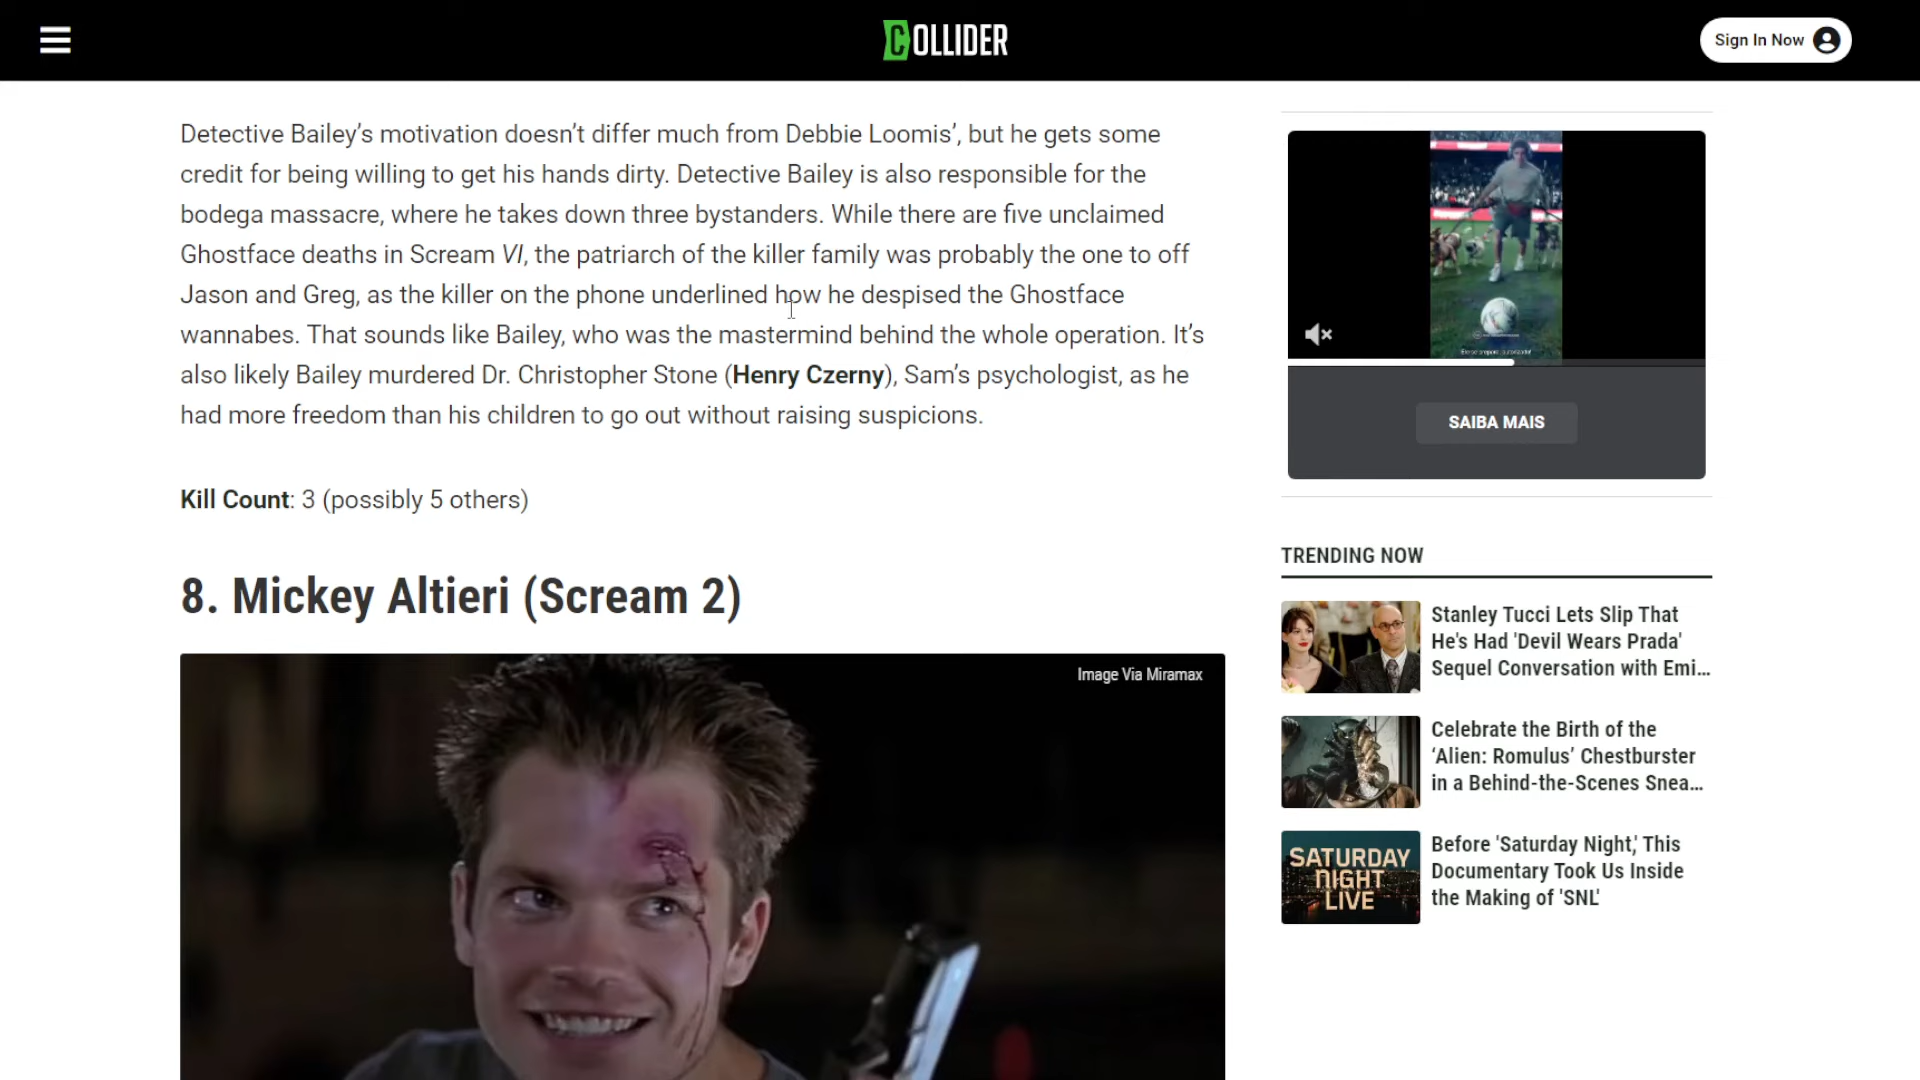 COLLIDER
Sign In Now
Detective Bailey’s motivation doesn’t differ much from Debbie Loomis’, but he gets some
credit for being willing to get his hands dirty. Detective Bailey is also responsible for the
bodega massacre, where he takes down three bystanders. While there are five unclaimed
Ghostface deaths in Scream VI, the patriarch of the killer family was probably the one to off
Jason and Greg, as the killer on the phone underlined how he despised the Ghostface
wannabes. That sounds like Bailey, who was the mastermind behind the whole operation. It’s
also likely Bailey murdered Dr. Christopher Stone (Henry Czerny), Sam’s psychologist, as he
had more freedom than his children to go out without raising suspicions.
Kill Count: 3 (possibly 5 others)
8. Mickey Altieri (Scream 2)
Image Via Miramax
SAIBA MAIS
TRENDING NOW
Stanley Tucci Lets Slip That
He's Had 'Devil Wears Prada'
Sequel Conversation with Emi...
Celebrate the Birth of the
‘Alien: Romulus’ Chestburster
in a Behind-the-Scenes Snea...
SATURDAY
NIGHT
LIVE
Before 'Saturday Night,' This
Documentary Took Us Inside
the Making of 'SNL'